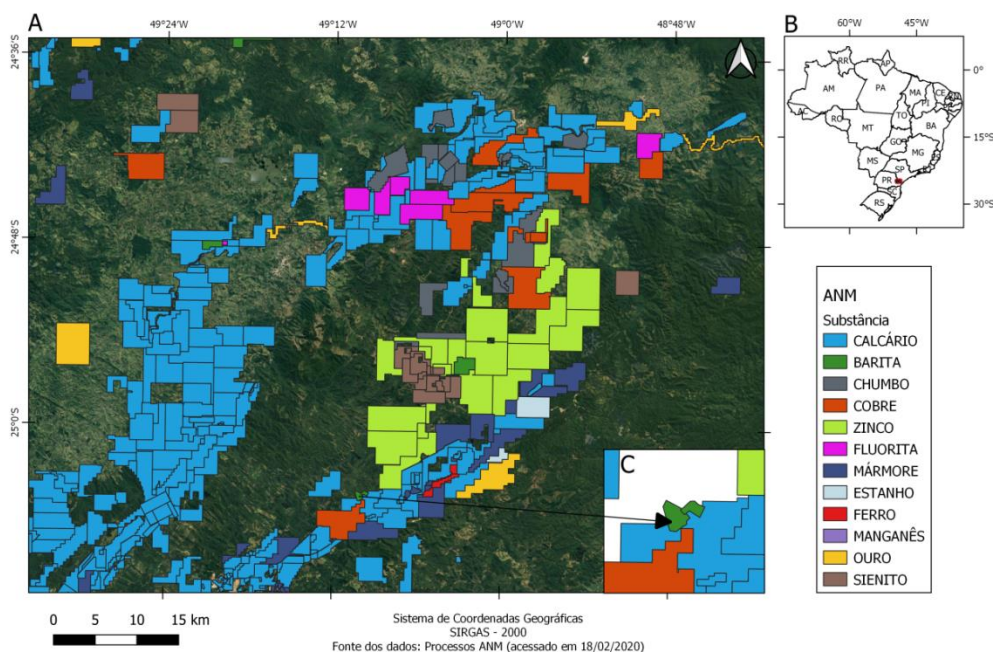 A
49°24'W
49°12'W
49°0'W
48°48'W
24°36'S
24°48'S
25°0'S
C
B
60°W
45°W
0°
15°S
30°S
RR
AP
AM
PA
MA
CE
PI
AC
RO
TO
BA
MT
GO
MG
ES
MS
SP
PR
SC
RS
ANM
Substância
CALCÁRIO
BARITA
CHUMBO
COBRE
ZINCO
FLUORITA
MÁRMORE
ESTANHO
FERRO
MANGANÊS
OURO
SIENITO
0 5 10 15 km
Sistema de Coordenadas Geográficas
SIRGAS - 2000
Fonte dos dados: Processos ANM (acessado em 18/02/2020)